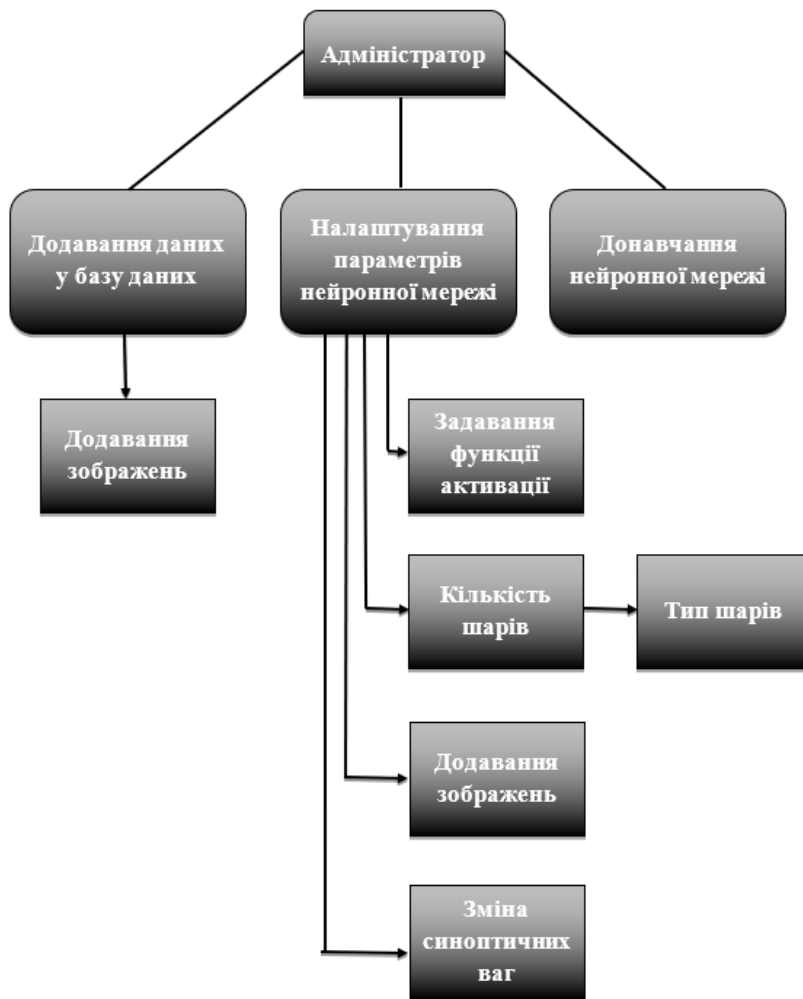 Адміністратор
Додавання даних
у базу даних
Налаштування
параметрів
нейронної мережі
Донавчання
нейронної мережі
Додавання
зображень
Задавання
функції
активації
Кількість
шарів
Тип шарів
Додавання
зображень
Зміна
синоптичних
ваг